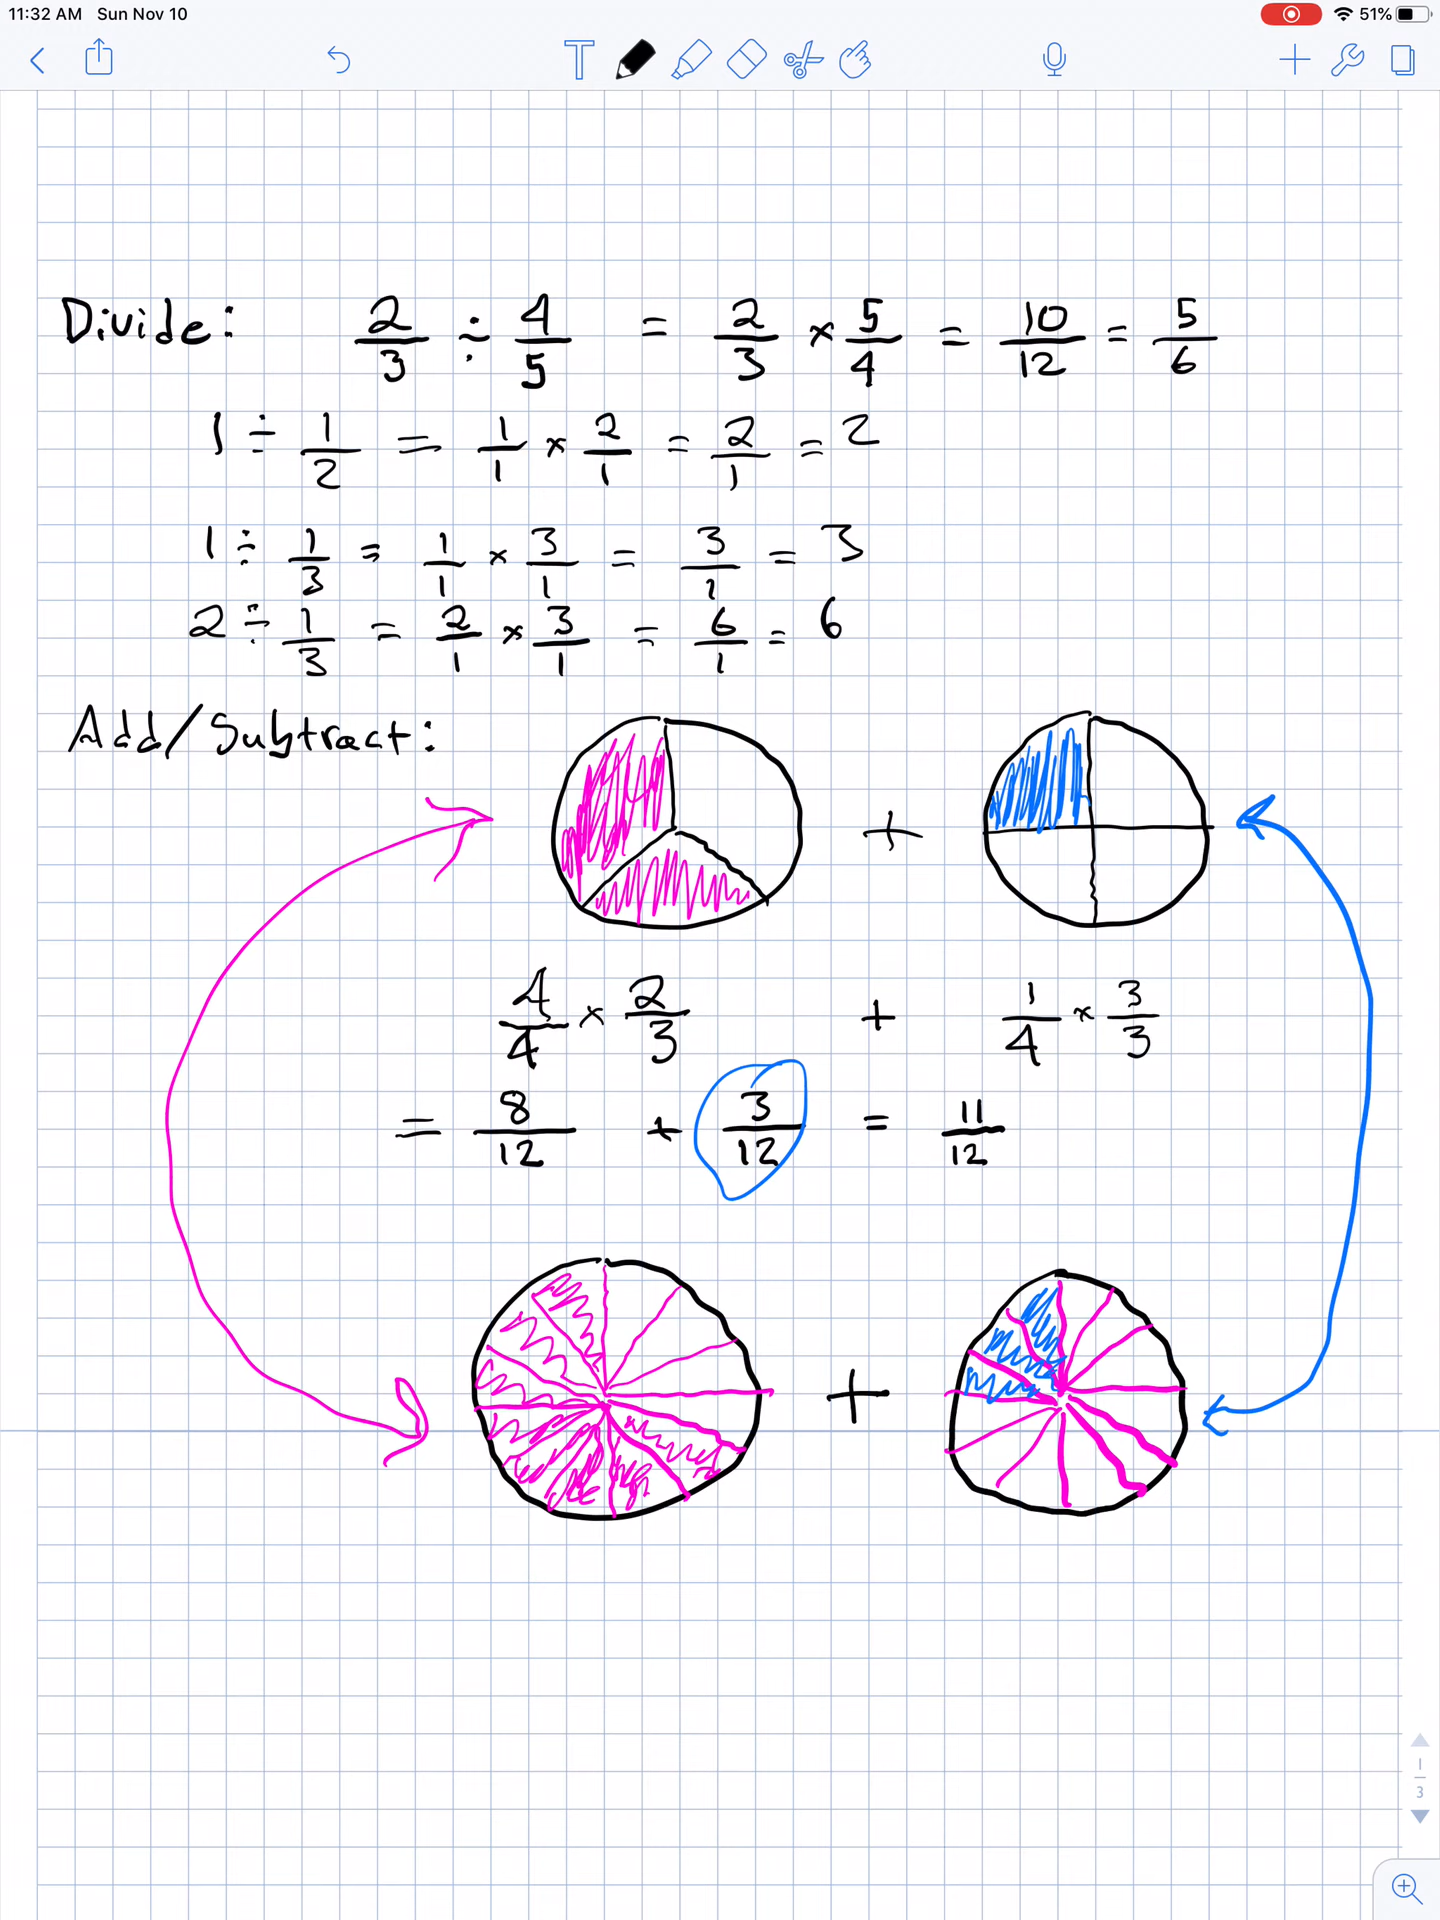 11:32 AM Sun Nov 10 51%
T
Divide: 2/3 ÷ 4/5 = 2/3 × 5/4 = 10/12 = 5/6
1 ÷ 1/2 = 1/1 × 2/1 = 2/1 = 2
1 ÷ 1/3 = 1/1 × 3/1 = 3/1 = 3
2 ÷ 1/3 = 2/1 × 3/1 = 6/1 = 6
Add/Subtract:
+
4/4 × 2/3 + 1/4 × 3/3
= 8/12 + 3/12 = 11/12
+
1/3